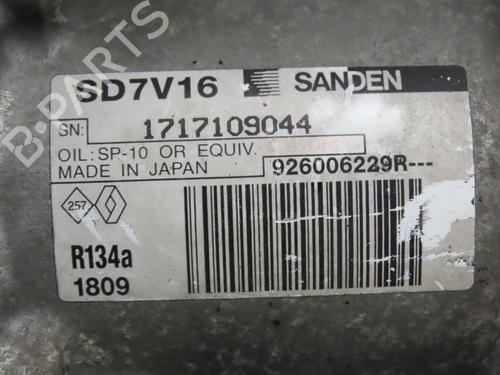 SD7V16 SANDEN
SN: 1717109044
OIL: SP-10 OR EQUIV.
MADE IN JAPAN 926006229R---
257
R134a
1809
B-PARTS